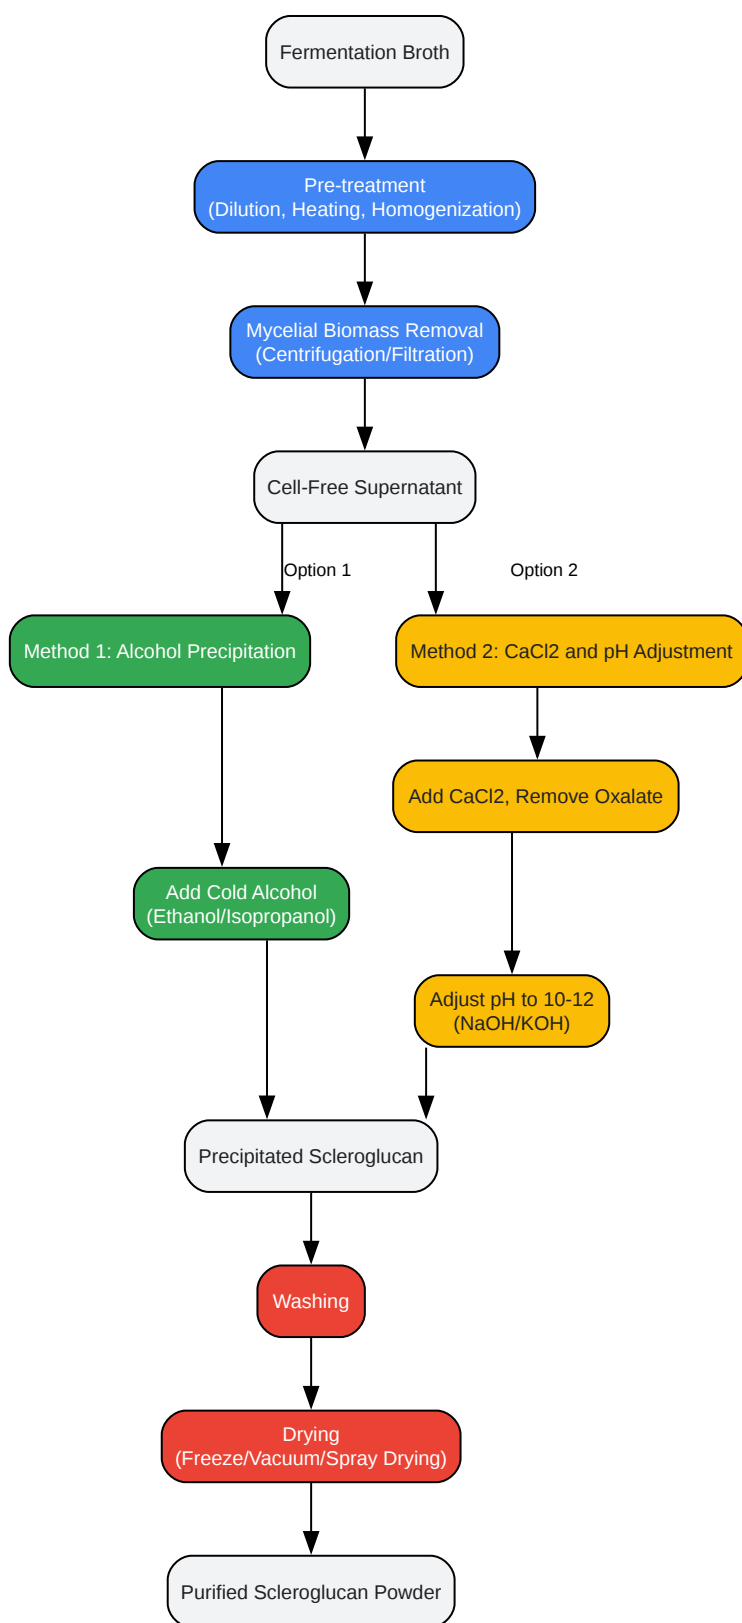 Fermentation Broth
Pre-treatment
(Dilution, Heating, Homogenization)
Mycelial Biomass Removal
(Centrifugation/Filtration)
Cell-Free Supernatant
Option 1
Option 2
Method 1: Alcohol Precipitation
Method 2: CaCl2 and pH Adjustment
Add CaCl2, Remove Oxalate
Add Cold Alcohol
(Ethanol/Isopropanol)
Adjust pH to 10-12
(NaOH/KOH)
Precipitated Scleroglucan
Washing
Drying
(Freeze/Vacuum/Spray Drying)
Purified Scleroglucan Powder